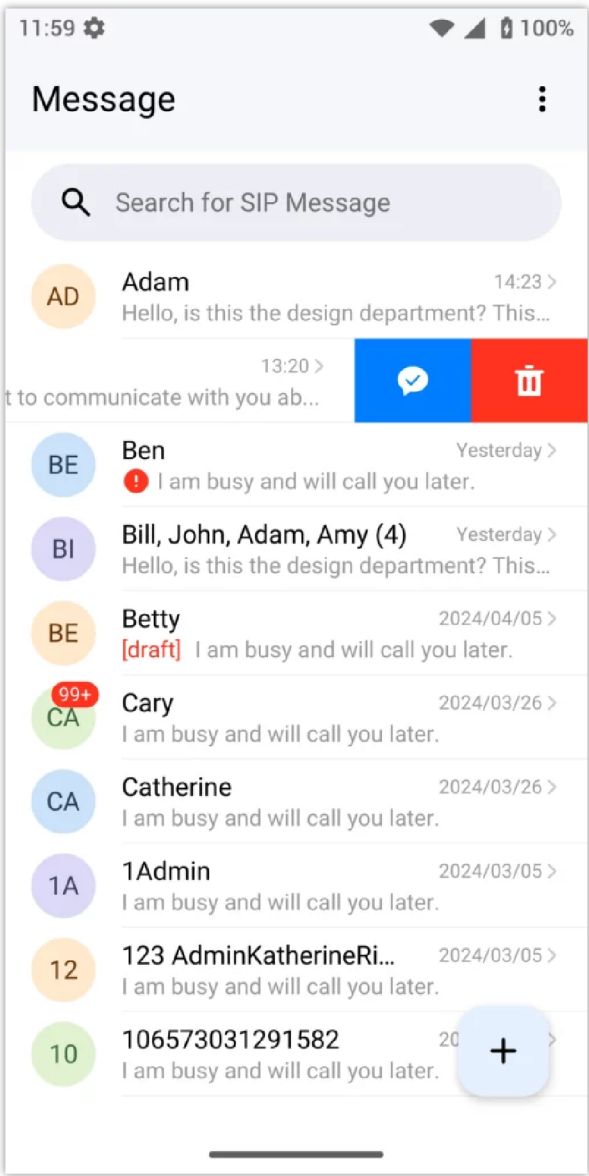 11:59 100%
Message
Search for SIP Message
AD Adam 14:23
Hello, is this the design department? This...
13:20
t to communicate with you ab...
BE Ben Yesterday
I am busy and will call you later.
BI Bill, John, Adam, Amy (4) Yesterday
Hello, is this the design department? This...
BE Betty 2024/04/05
[draft] I am busy and will call you later.
99+
CA Cary 2024/03/26
I am busy and will call you later.
CA Catherine 2024/03/26
I am busy and will call you later.
1A 1Admin 2024/03/05
I am busy and will call you later.
12 123 AdminKatherineRi... 2024/03/05
I am busy and will call you later.
10 106573031291582 20
I am busy and will call you later.